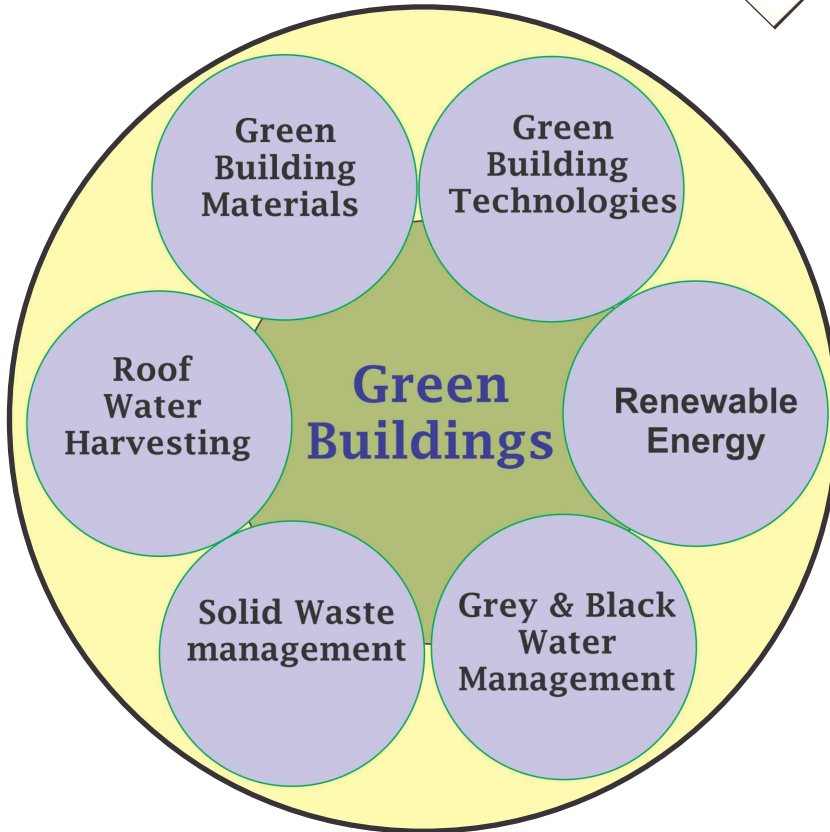 Green
Building
Materials
Green
Building
Technologies
Roof
Water
Harvesting
Green
Buildings
Renewable
Energy
Solid Waste
management
Grey & Black
Water
Management